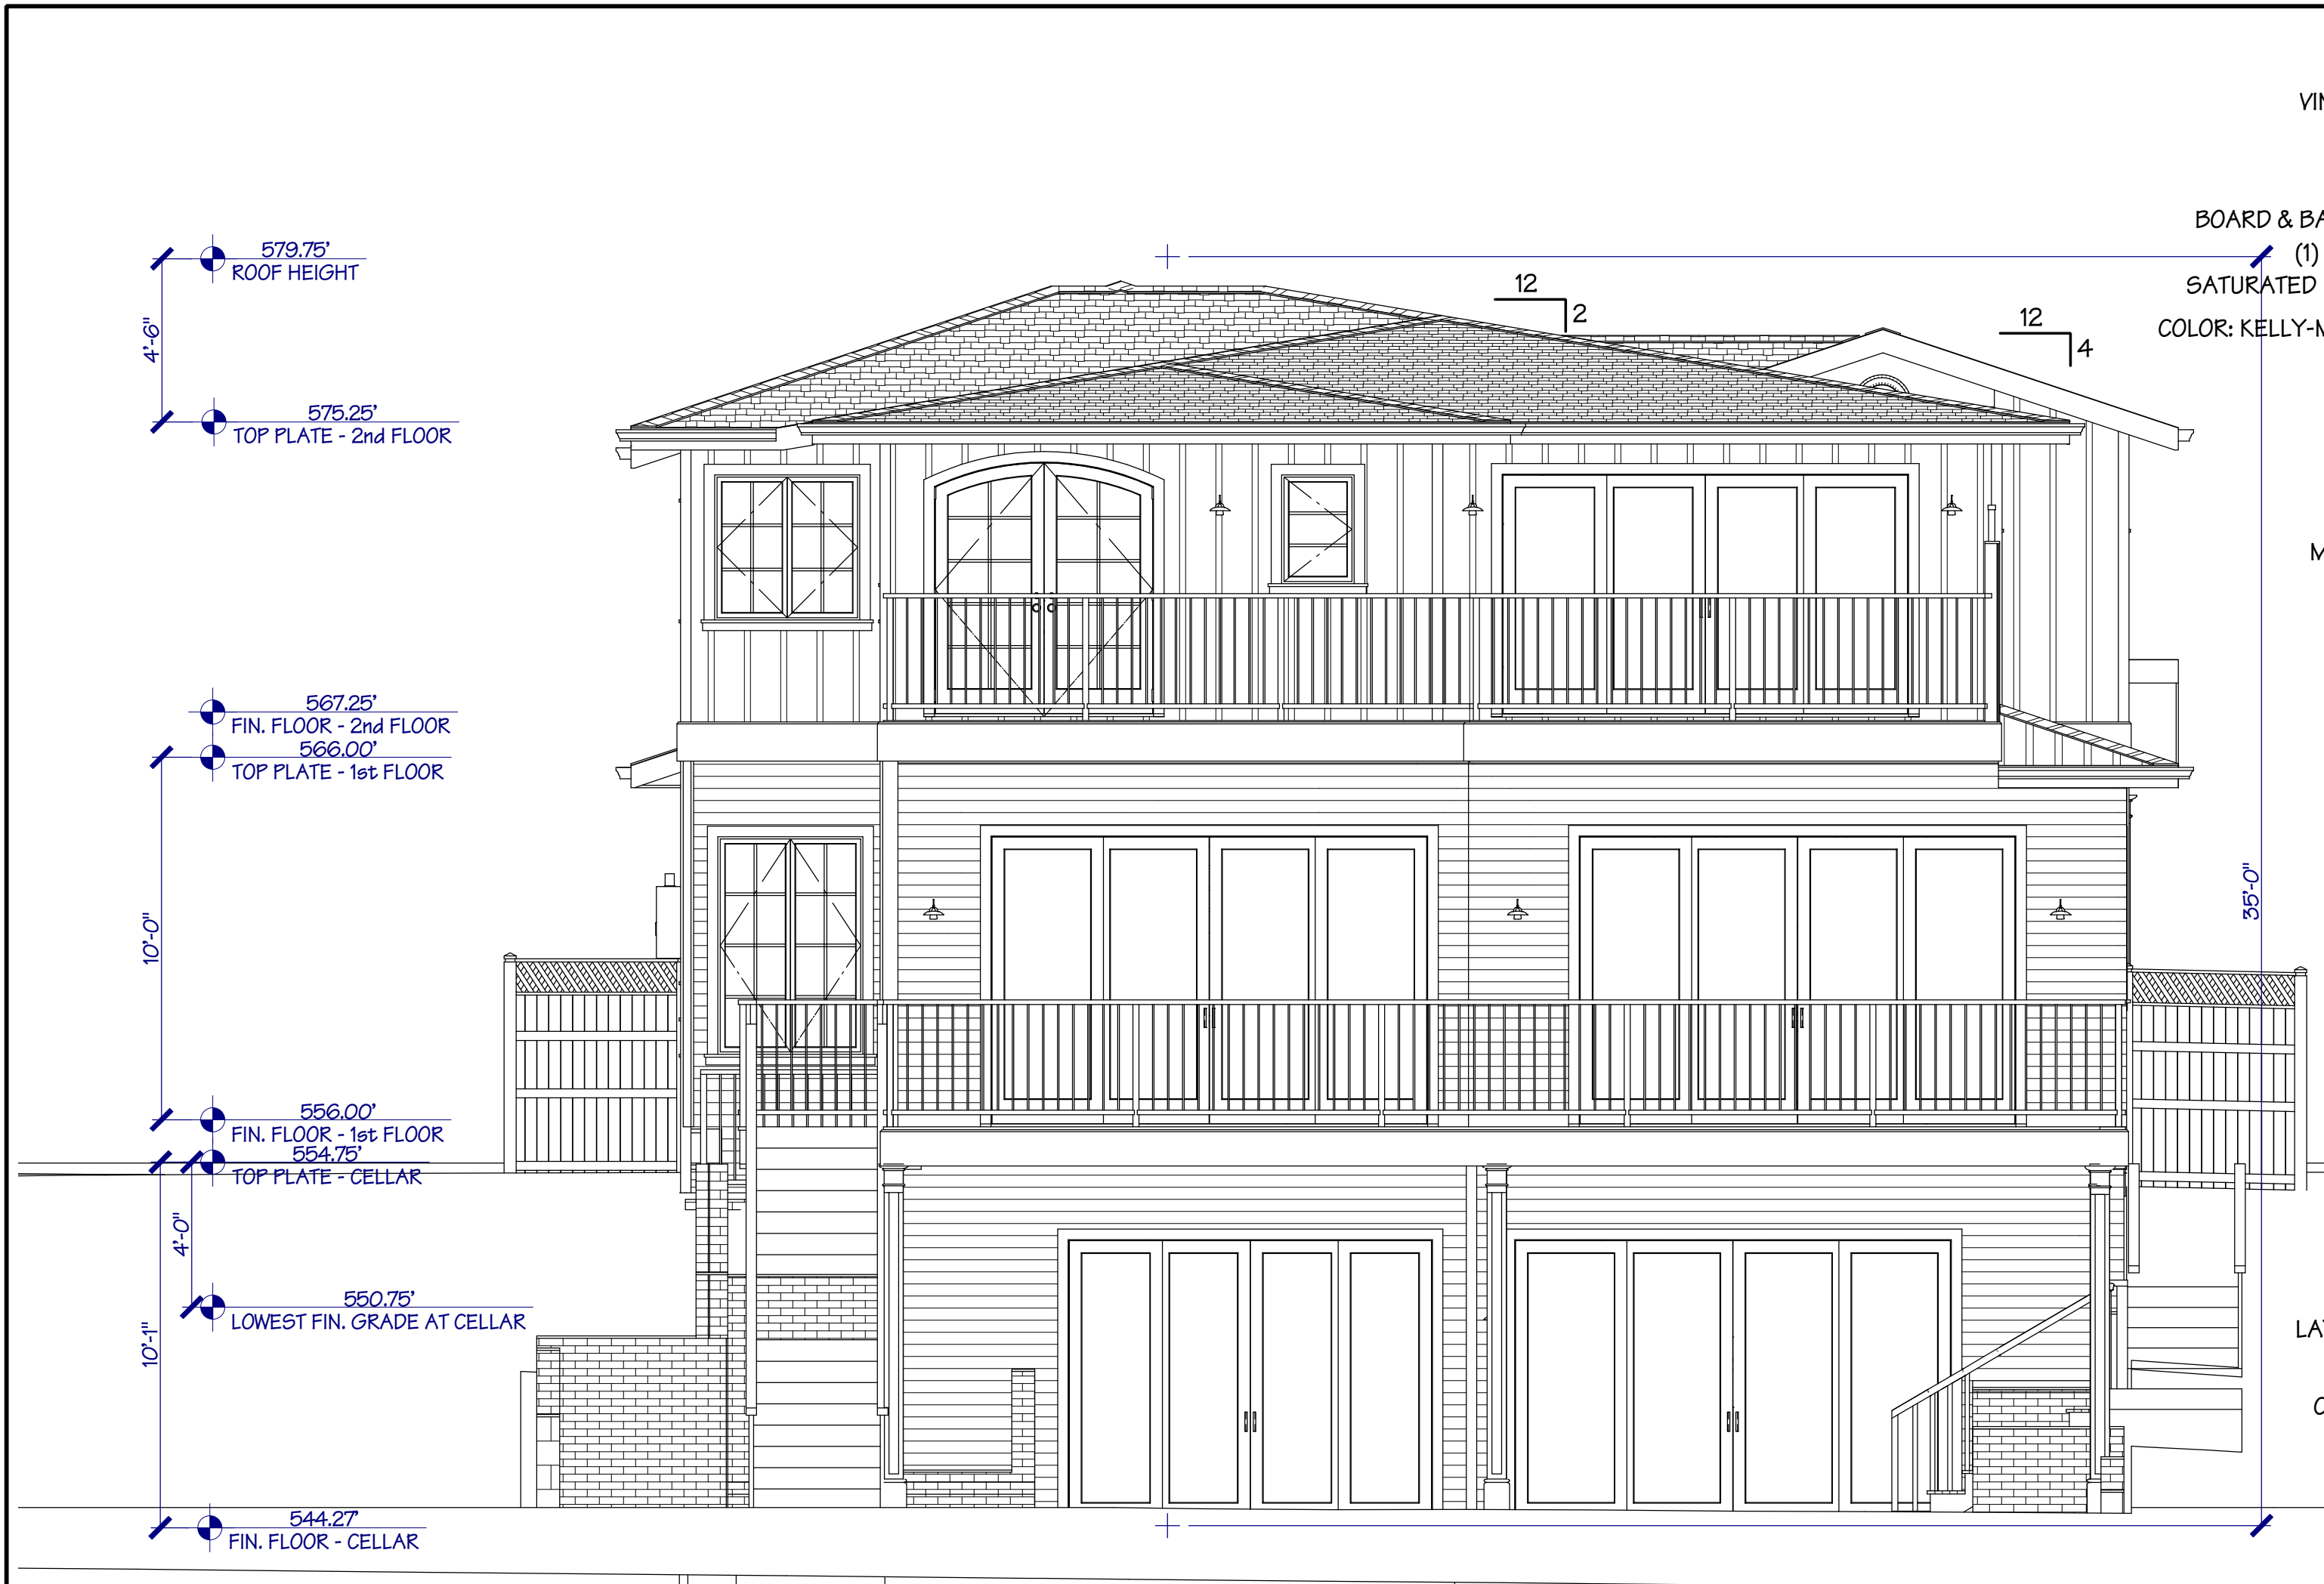 VIN
BOARD & BA
(1)
SATURATED
COLOR: KELLY-M
579.75'
ROOF HEIGHT
12
2
12
4
4'-6"
575.25'
TOP PLATE - 2nd FLOOR
M
567.25'
FIN. FLOOR - 2nd FLOOR
566.00'
TOP PLATE - 1st FLOOR
10'-0"
35'-0"
556.00'
FIN. FLOOR - 1st FLOOR
554.75'
TOP PLATE - CELLAR
4'-0"
550.75'
LOWEST FIN. GRADE AT CELLAR
10'-1"
LAT
544.27'
FIN. FLOOR - CELLAR